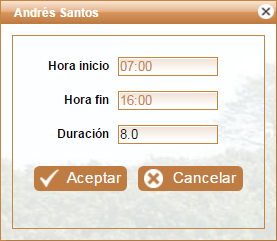 Andrés Santos
Hora inicio 07:00
Hora fin 16:00
Duración 8.0
Aceptar Cancelar